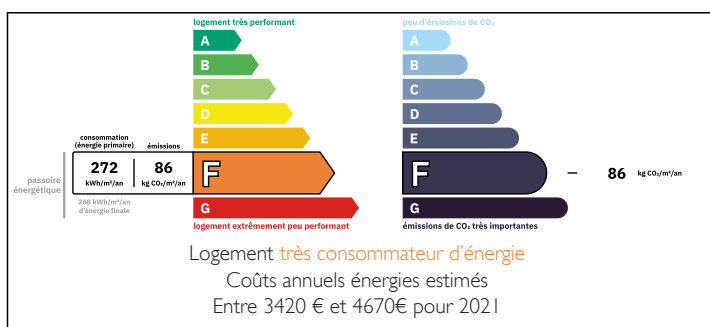 logement très performant
A
B
C
D
E
consommation
(énergie primaire)
émissions
272
kWh/m²/an
86
kg CO₂/m²/an
F
passoire
énergétique
268 kWh/m²/an
d'énergie finale
G
logement extrêmement peu performant
peu d'émissions de CO₂
A
B
C
D
E
F
86 kg CO₂/m²/an
G
émissions de CO₂ très importantes
Logement très consommateur d'énergie
Coûts annuels énergies estimés
Entre 3420 € et 4670€ pour 2021